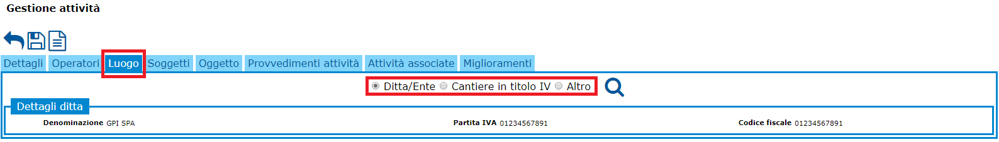 Gestione attività
Dettagli Operatori Luogo Soggetti Oggetto Provvedimenti attività Attività associate Miglioramenti
Ditta/Ente Cantiere in titolo IV Altro
Dettagli ditta
Denominazione GPI SPA Partita IVA 01234567891 Codice fiscale 01234567891